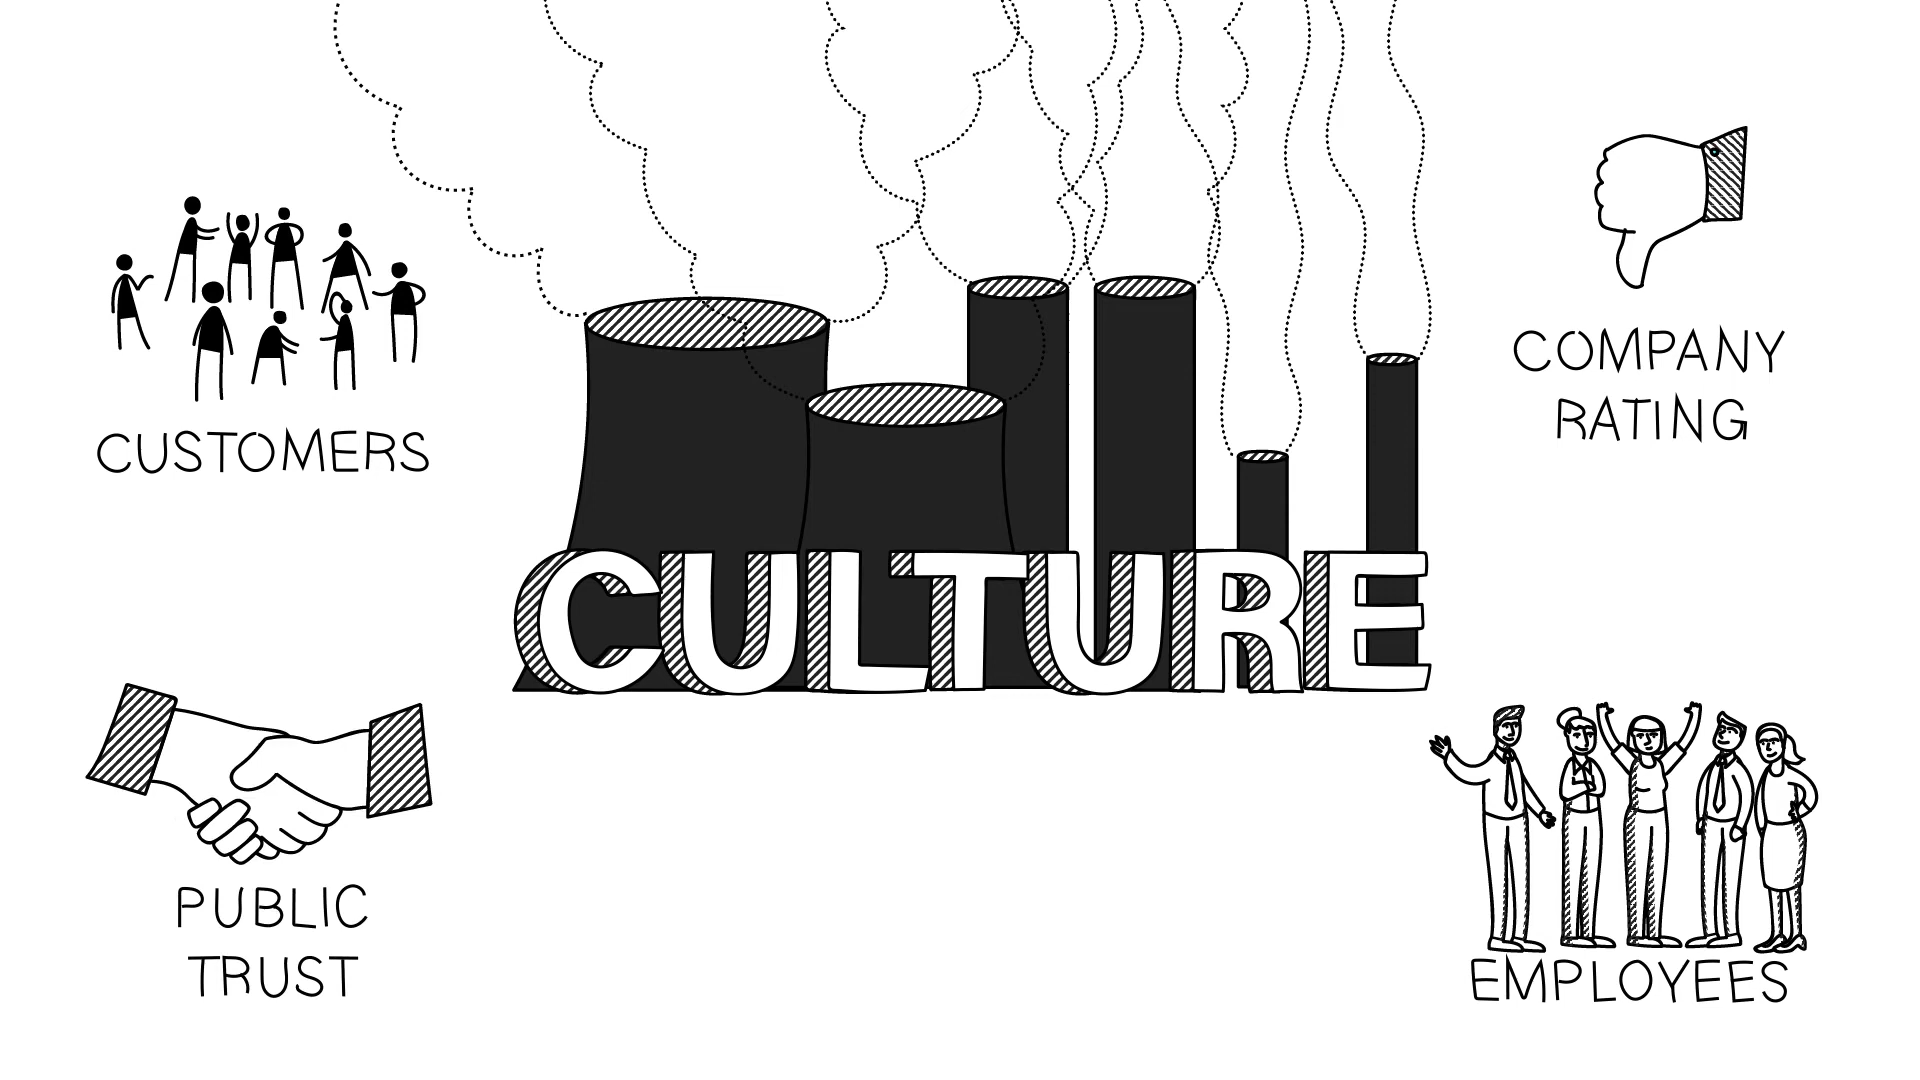 CUSTOMERS
COMPANY
RATING
CULTURE
PUBLIC
TRUST
EMPLOYEES